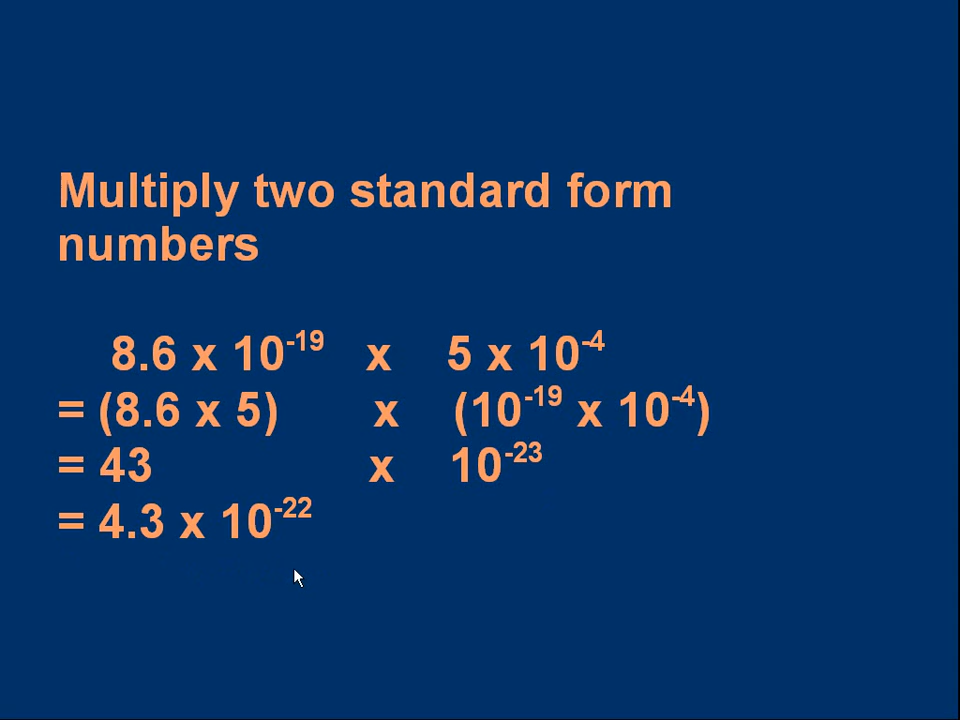 Multiply two standard form
numbers
8.6 x 10⁻¹⁹ x 5 x 10⁻⁴
= (8.6 x 5) x (10⁻¹⁹ x 10⁻⁴)
= 43 x 10⁻²³
= 4.3 x 10⁻²²